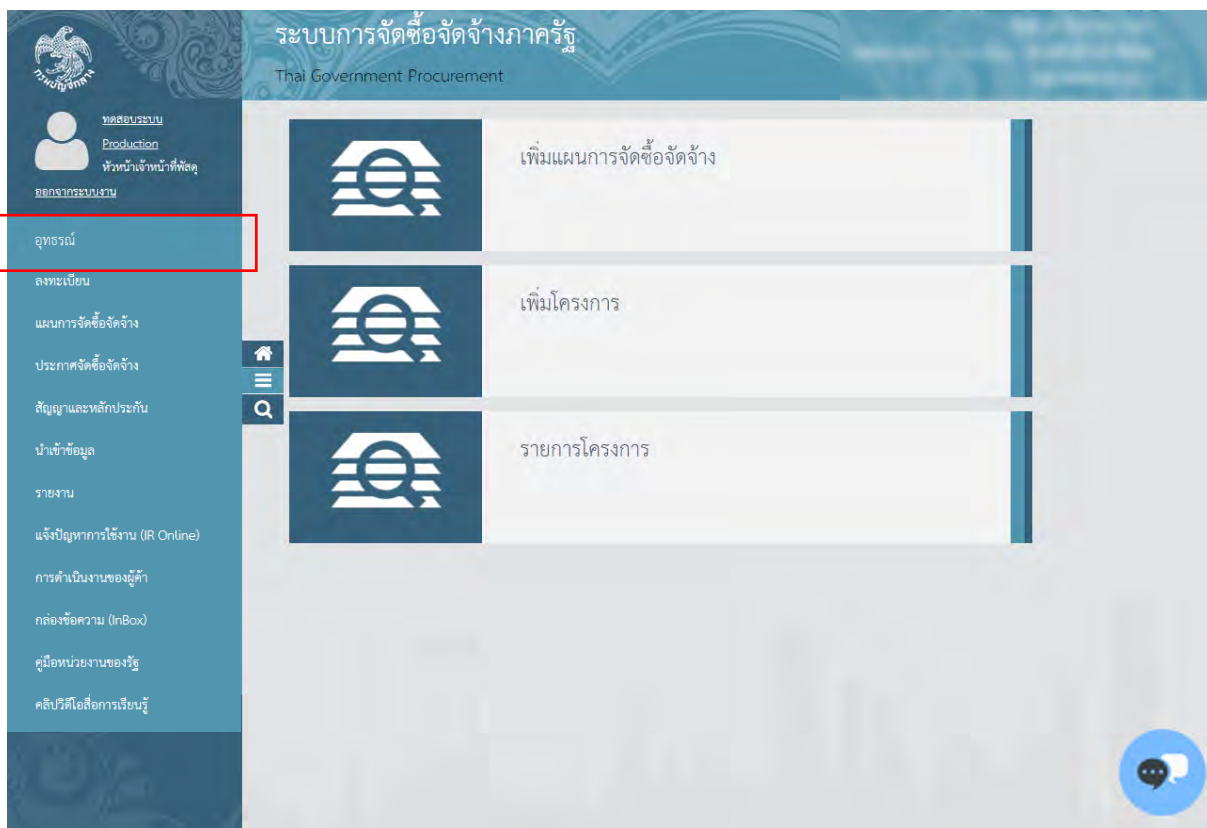 ระบบการจัดซื้อจัดจ้างภาครัฐ
Thai Government Procurement
กรมบัญชีกลาง
ทดสอบระบบ
Production
หัวหน้าเจ้าหน้าที่พัสดุ
ออกจากระบบงาน
อุทธรณ์
ลงทะเบียน
แผนการจัดซื้อจัดจ้าง
ประกาศจัดซื้อจัดจ้าง
สัญญาและหลักประกัน
นำเข้าข้อมูล
รายงาน
แจ้งปัญหาการใช้งาน (IR Online)
การดำเนินงานของผู้ค้า
กล่องข้อความ (InBox)
คู่มือหน่วยงานของรัฐ
คลิปวิดีโอสื่อการเรียนรู้
เพิ่มแผนการจัดซื้อจัดจ้าง
เพิ่มโครงการ
รายการโครงการ